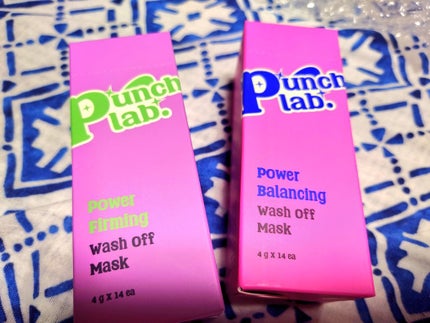 Punch
lab.
Power
Firming
Wash Off
Mask
4 g X 14 ea
Punch
lab.
Power
Balancing
Wash Off
Mask
4 g X 14 ea